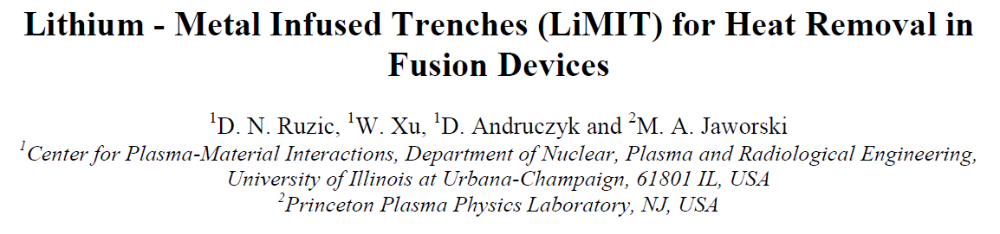 Lithium - Metal Infused Trenches (LiMIT) for Heat Removal in
Fusion Devices
¹D. N. Ruzic, ¹W. Xu, ¹D. Andruczyk and ²M. A. Jaworski
¹Center for Plasma-Material Interactions, Department of Nuclear, Plasma and Radiological Engineering,
University of Illinois at Urbana-Champaign, 61801 IL, USA
²Princeton Plasma Physics Laboratory, NJ, USA